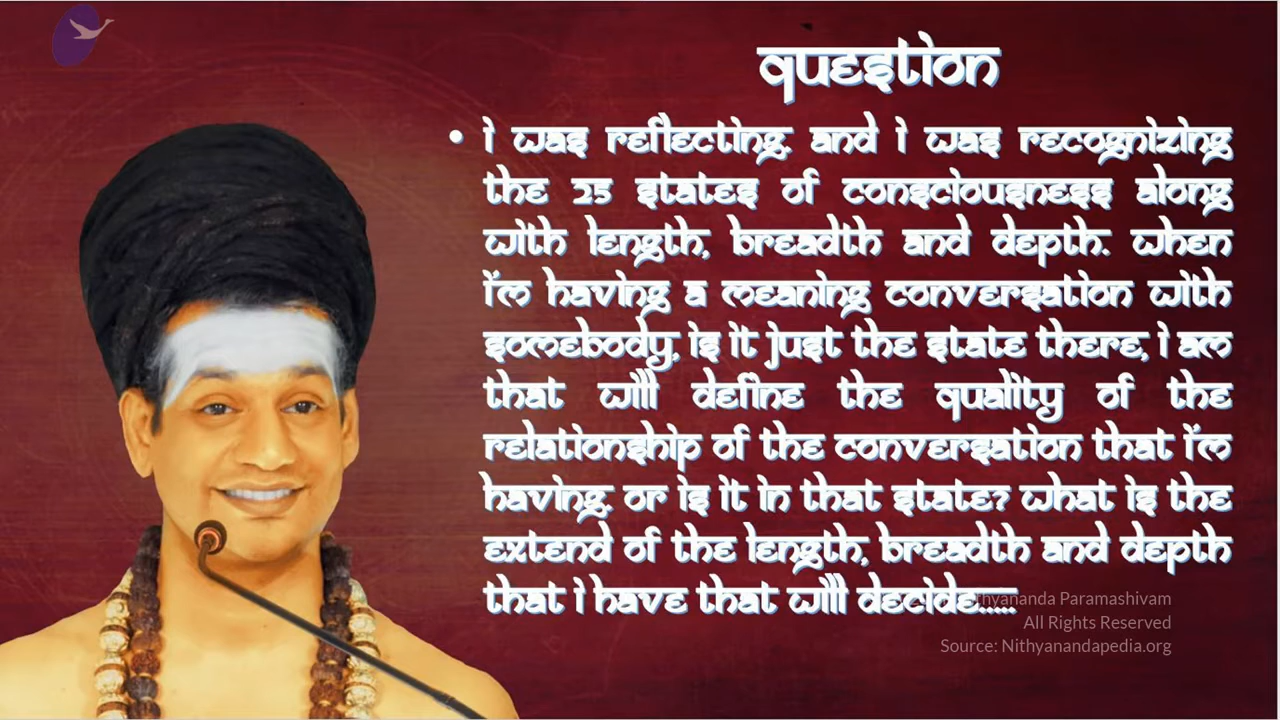 Question
• I was reflecting. and I was recognizing
the 25 states of consciousness along
with length, breadth and depth. When
I'm having a meaning conversation with
somebody, is it just the state there, I am
that will define the quality of the
relationship of the conversation that I'm
having. or is it in that state? What is the
extend of the length, breadth and depth
that I have that will decide.....
Paramashivam
All Rights Reserved
Source: Nithyanandapedia.org